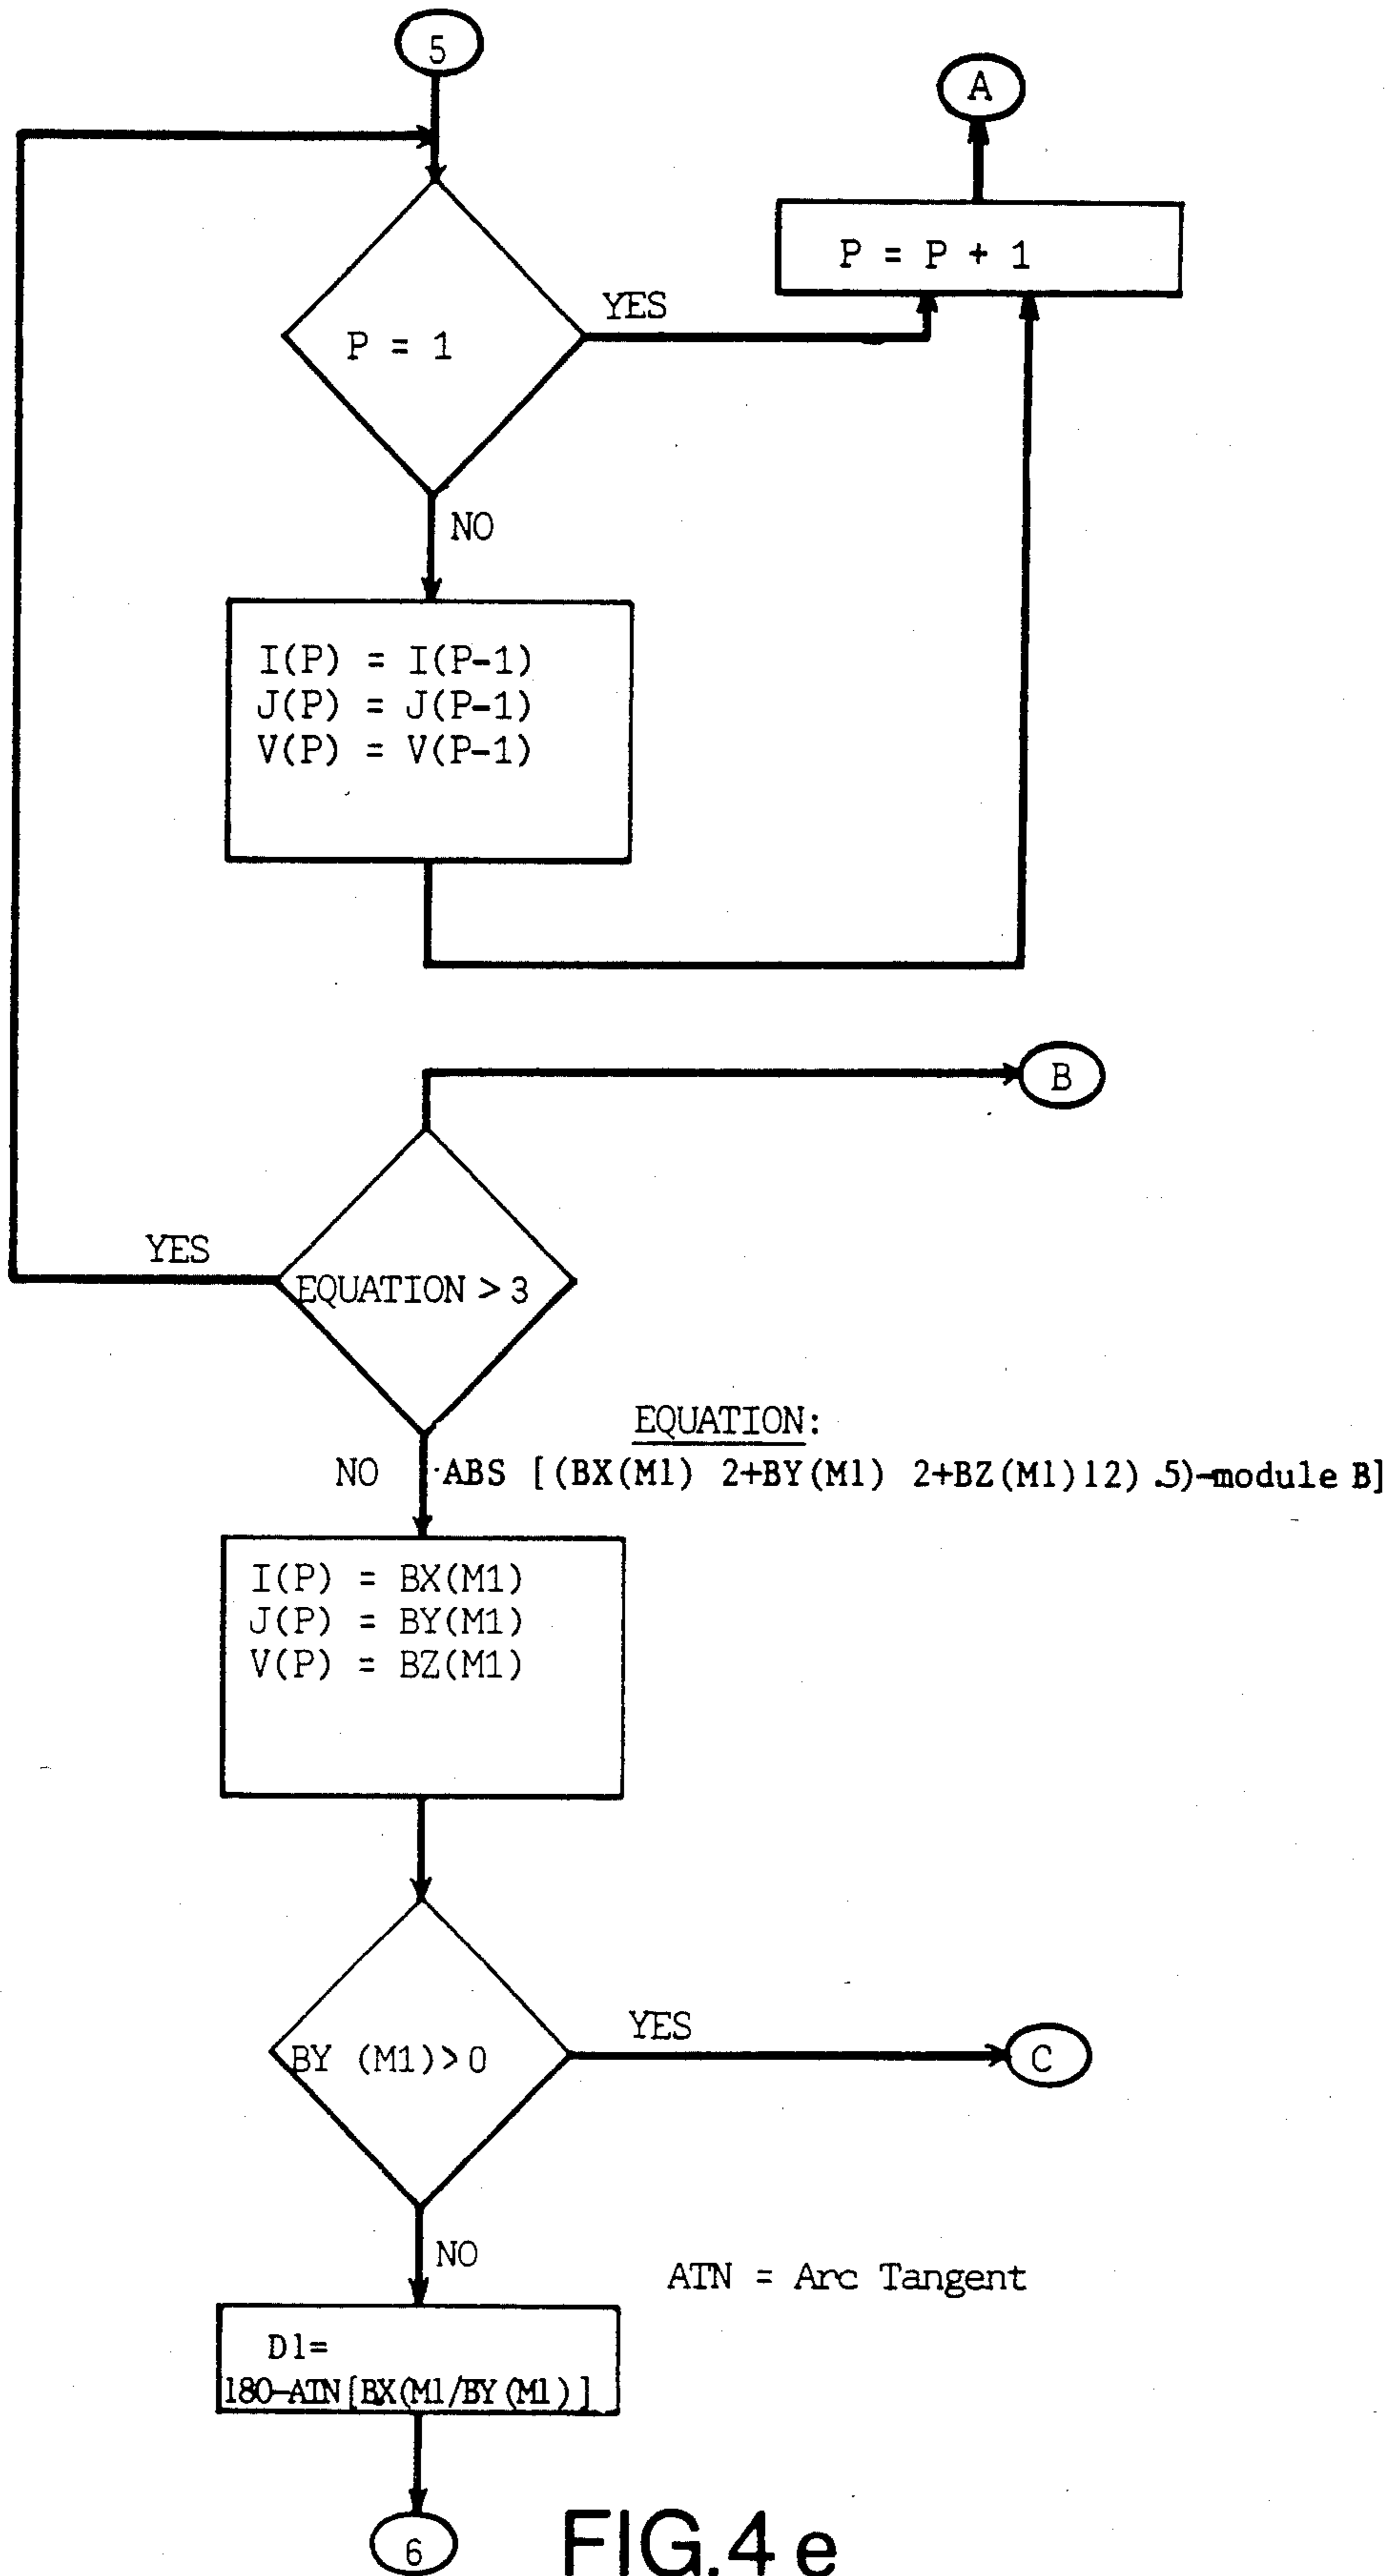 5
A
P = P + 1
YES
P = 1
NO
I(P) = I(P-1)
J(P) = J(P-1)
V(P) = V(P-1)
B
YES
EQUATION > 3
EQUATION:
NO
ABS [(BX(M1) 2+BY(M1) 2+BZ(M1)12) .5)-module B]
I(P) = BX(M1)
J(P) = BY(M1)
V(P) = BZ(M1)
YES
BY (M1)>0
C
NO
ATN = Arc Tangent
D1=
180-ATN[BX(M1/BY(M1)]
6
FIG.4e